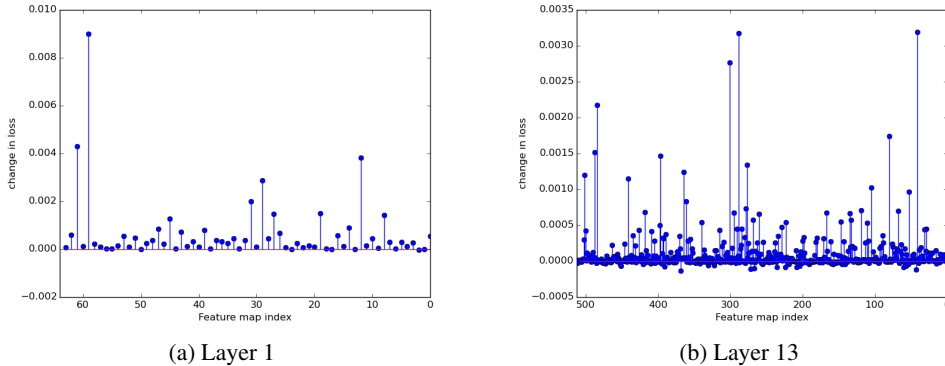 0.010
0.008
0.006
0.004
0.002
0.000
−0.002
change in loss
60 50 40 30 20 10 0
Feature map index
(a) Layer 1
0.0035
0.0030
0.0025
0.0020
0.0015
0.0010
0.0005
0.0000
−0.0005
change in loss
500 400 300 200 100
Feature map index
(b) Layer 13